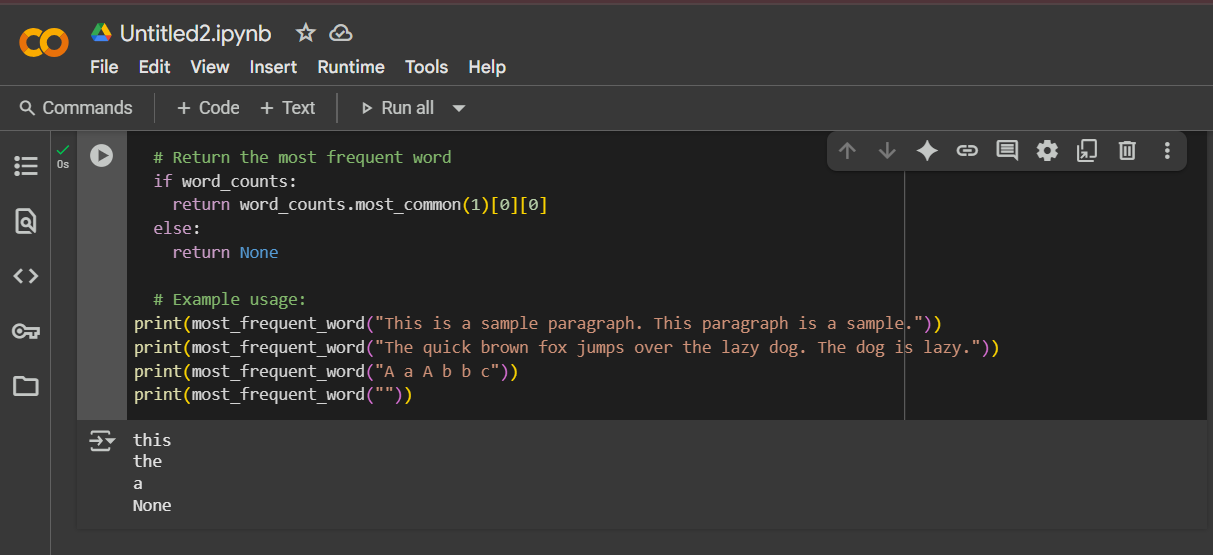 Untitled2.ipynb
File Edit View Insert Runtime Tools Help
Commands + Code + Text Run all
0s
  # Return the most frequent word
  if word_counts:
    return word_counts.most_common(1)[0][0]
  else:
    return None

  # Example usage:
print(most_frequent_word("This is a sample paragraph. This paragraph is a sample."))
print(most_frequent_word("The quick brown fox jumps over the lazy dog. The dog is lazy."))
print(most_frequent_word("A a A b b c"))
print(most_frequent_word(""))
this
the
a
None